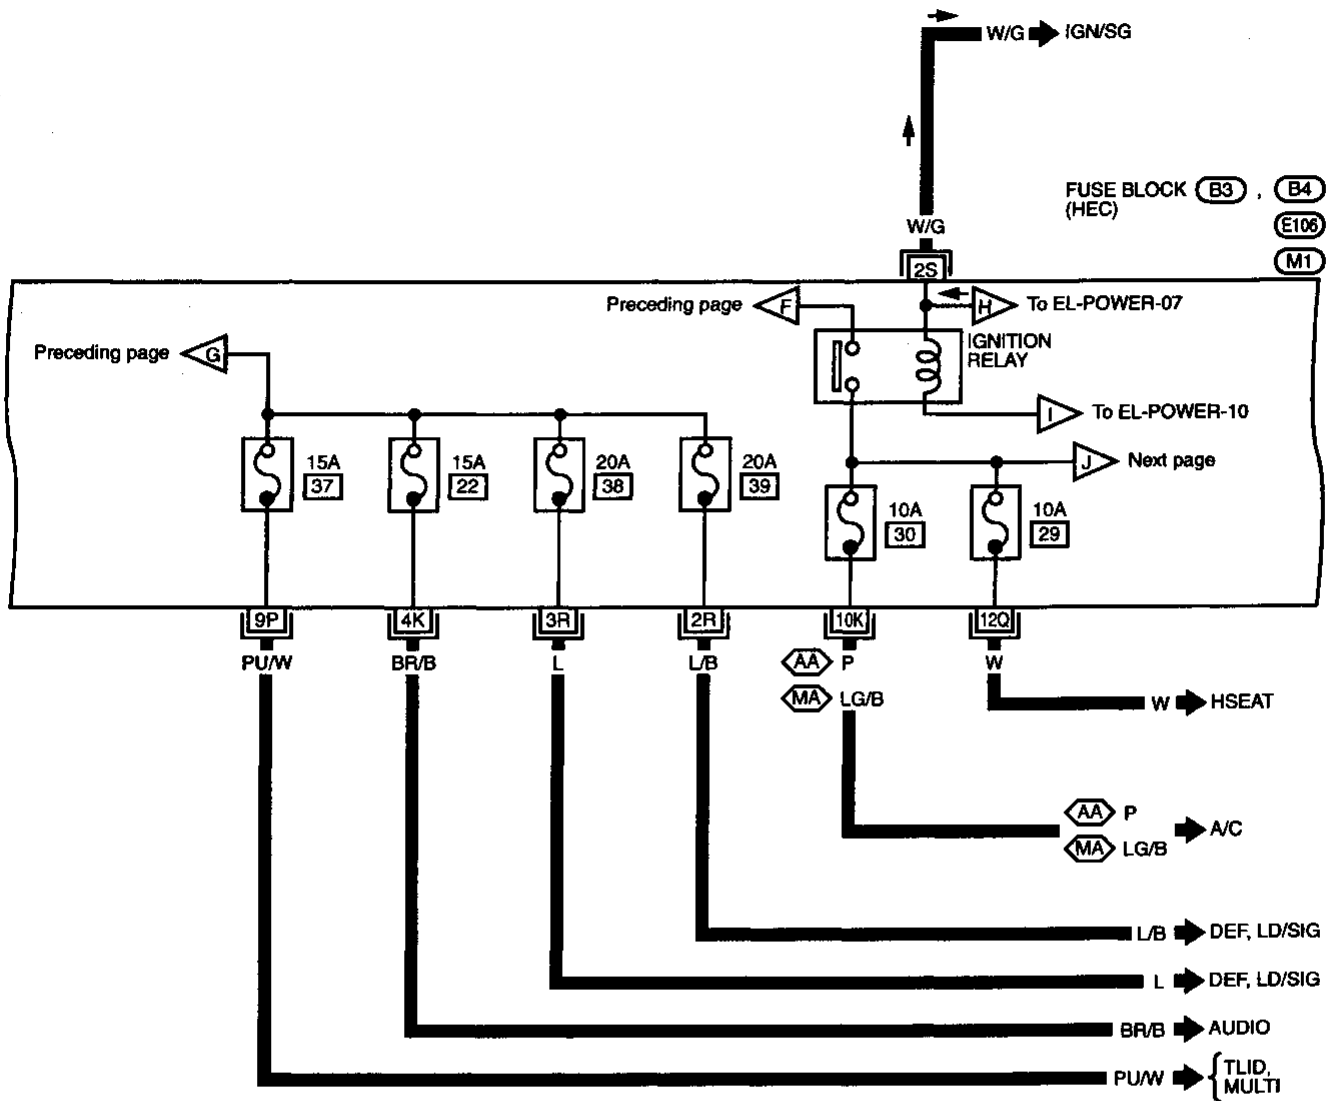 W/G IGN/SG
FUSE BLOCK B3 , B4
(HEC)
E106
M1
W/G
2S
Preceding page F
H To EL-POWER-07
Preceding page G
IGNITION
RELAY
I To EL-POWER-10
J Next page
15A
37
15A
22
20A
38
20A
39
10A
30
10A
29
9P 4K 3R 2R 10K 12Q
PU/W BR/B L L/B AA P W
MA LG/B
W HSEAT
AA P
A/C
MA LG/B
L/B DEF, LD/SIG
L DEF, LD/SIG
BR/B AUDIO
PU/W TLID,
MULTI